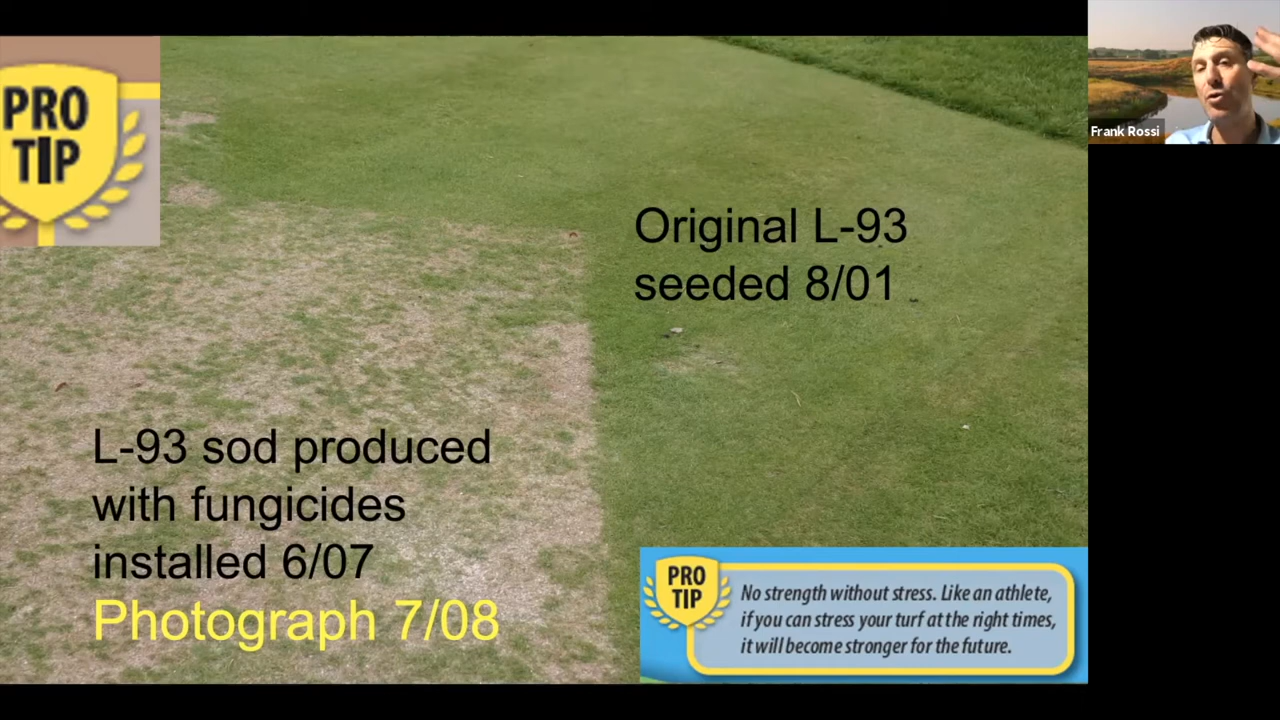 PRO
TIP
Frank Rossi
Original L-93
seeded 8/01
L-93 sod produced
with fungicides
installed 6/07
Photograph 7/08
PRO
TIP
No strength without stress. Like an athlete,
if you can stress your turf at the right times,
it will become stronger for the future.